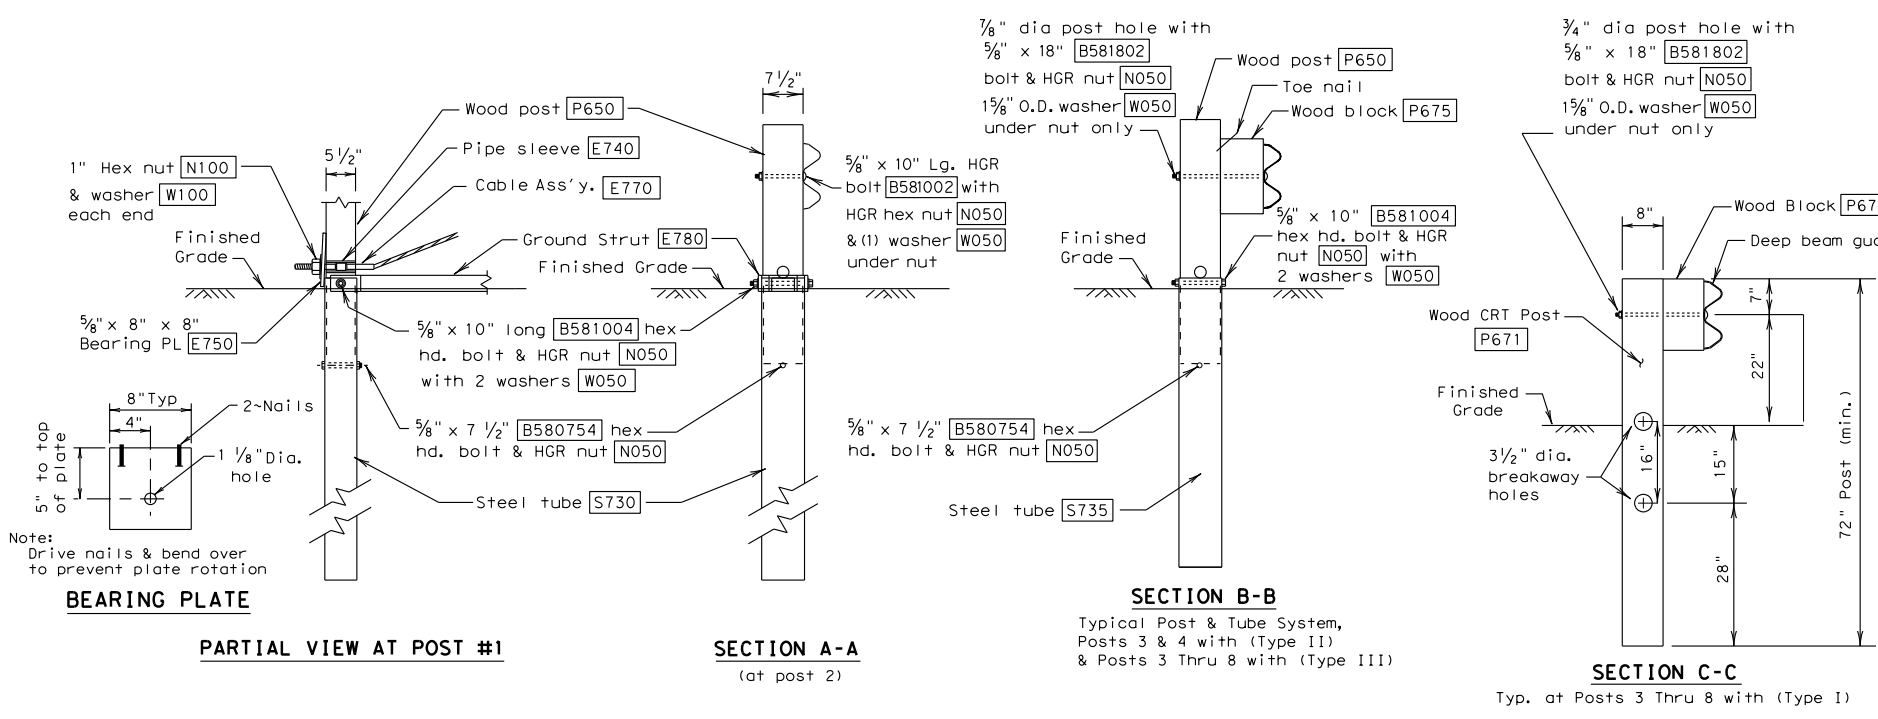 1" Hex nut N100
& washer W100
each end
5 1/2"
Finished
Grade
5/8" x 8" x 8"
Bearing PL E750
8"Typ
4"
2~Nails
5" to top
of plate
1 1/8"Dia.
hole
Note:
Drive nails & bend over
to prevent plate rotation
BEARING PLATE
PARTIAL VIEW AT POST #1
Wood post P650
Pipe sleeve E740
Cable Ass'y. E770
Ground Strut E780
Finished Grade
5/8" x 10" long B581004 hex
hd. bolt & HGR nut N050
with 2 washers W050
5/8" x 7 1/2" B580754 hex
hd. bolt & HGR nut N050
Steel tube S730
7 1/2"
5/8" x 10" Lg. HGR
bolt B581002 with
HGR hex nut N050
& (1) washer W050
under nut
SECTION A-A
(at post 2)
7/8" dia post hole with
5/8" x 18" B581802
bolt & HGR nut N050
1 5/8" O.D. washer W050
under nut only
Wood post P650
Toe nail
Wood block P675
5/8" x 10" B581004
hex hd. bolt & HGR
nut N050 with
2 washers W050
Finished
Grade
5/8" x 7 1/2" B580754 hex
hd. bolt & HGR nut N050
Steel tube S735
SECTION B-B
Typical Post & Tube System,
Posts 3 & 4 with (Type II)
& Posts 3 Thru 8 with (Type III)
3/4" dia post hole with
5/8" x 18" B581802
bolt & HGR nut N050
1 5/8" O.D. washer W050
under nut only
8"
Wood Block P67
Deep beam gua
Wood CRT Post
P671
7"
22"
Finished
Grade
3 1/2" dia.
breakaway
holes
16"
15"
28"
72" Post (min.)
SECTION C-C
Typ. at Posts 3 Thru 8 with (Type I)